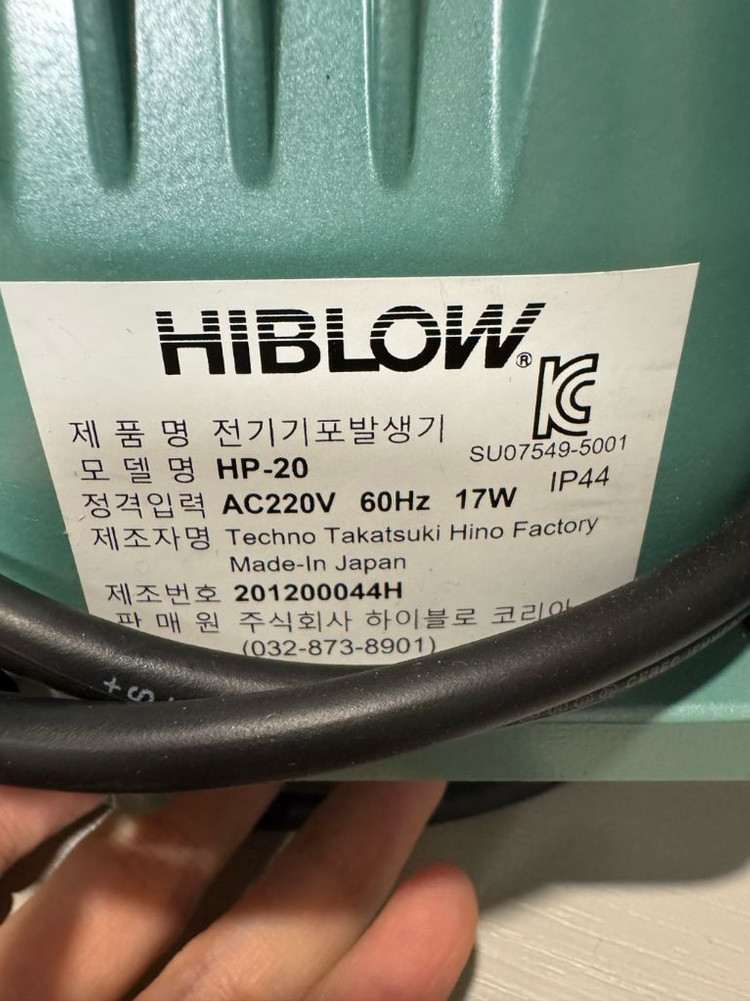 HIBLOW®
KC
제 품 명 전기기포발생기
SU07549-5001
모 델 명 HP-20
IP44
정격입력 AC220V 60Hz 17W
제조자명 Techno Takatsuki Hino Factory
Made-In Japan
제조번호 201200044H
판 매 원 주식회사 하이블로 코리아
(032-873-8901)